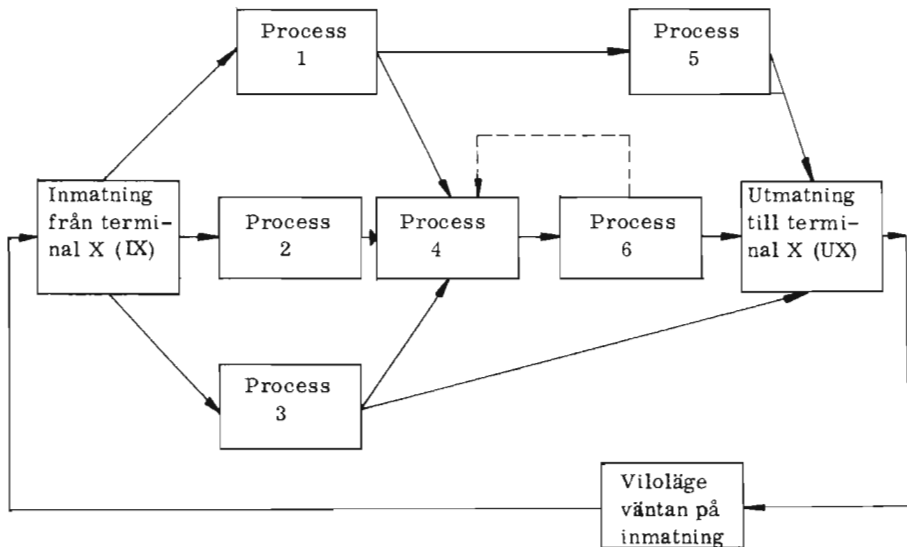 Process
1
Process
5
Inmatning
från termi-
nal X (IX)
Process
2
Process
4
Process
6
Utmatning
till termi-
nal X (UX)
Process
3
Viloläge
väntan på
inmatning